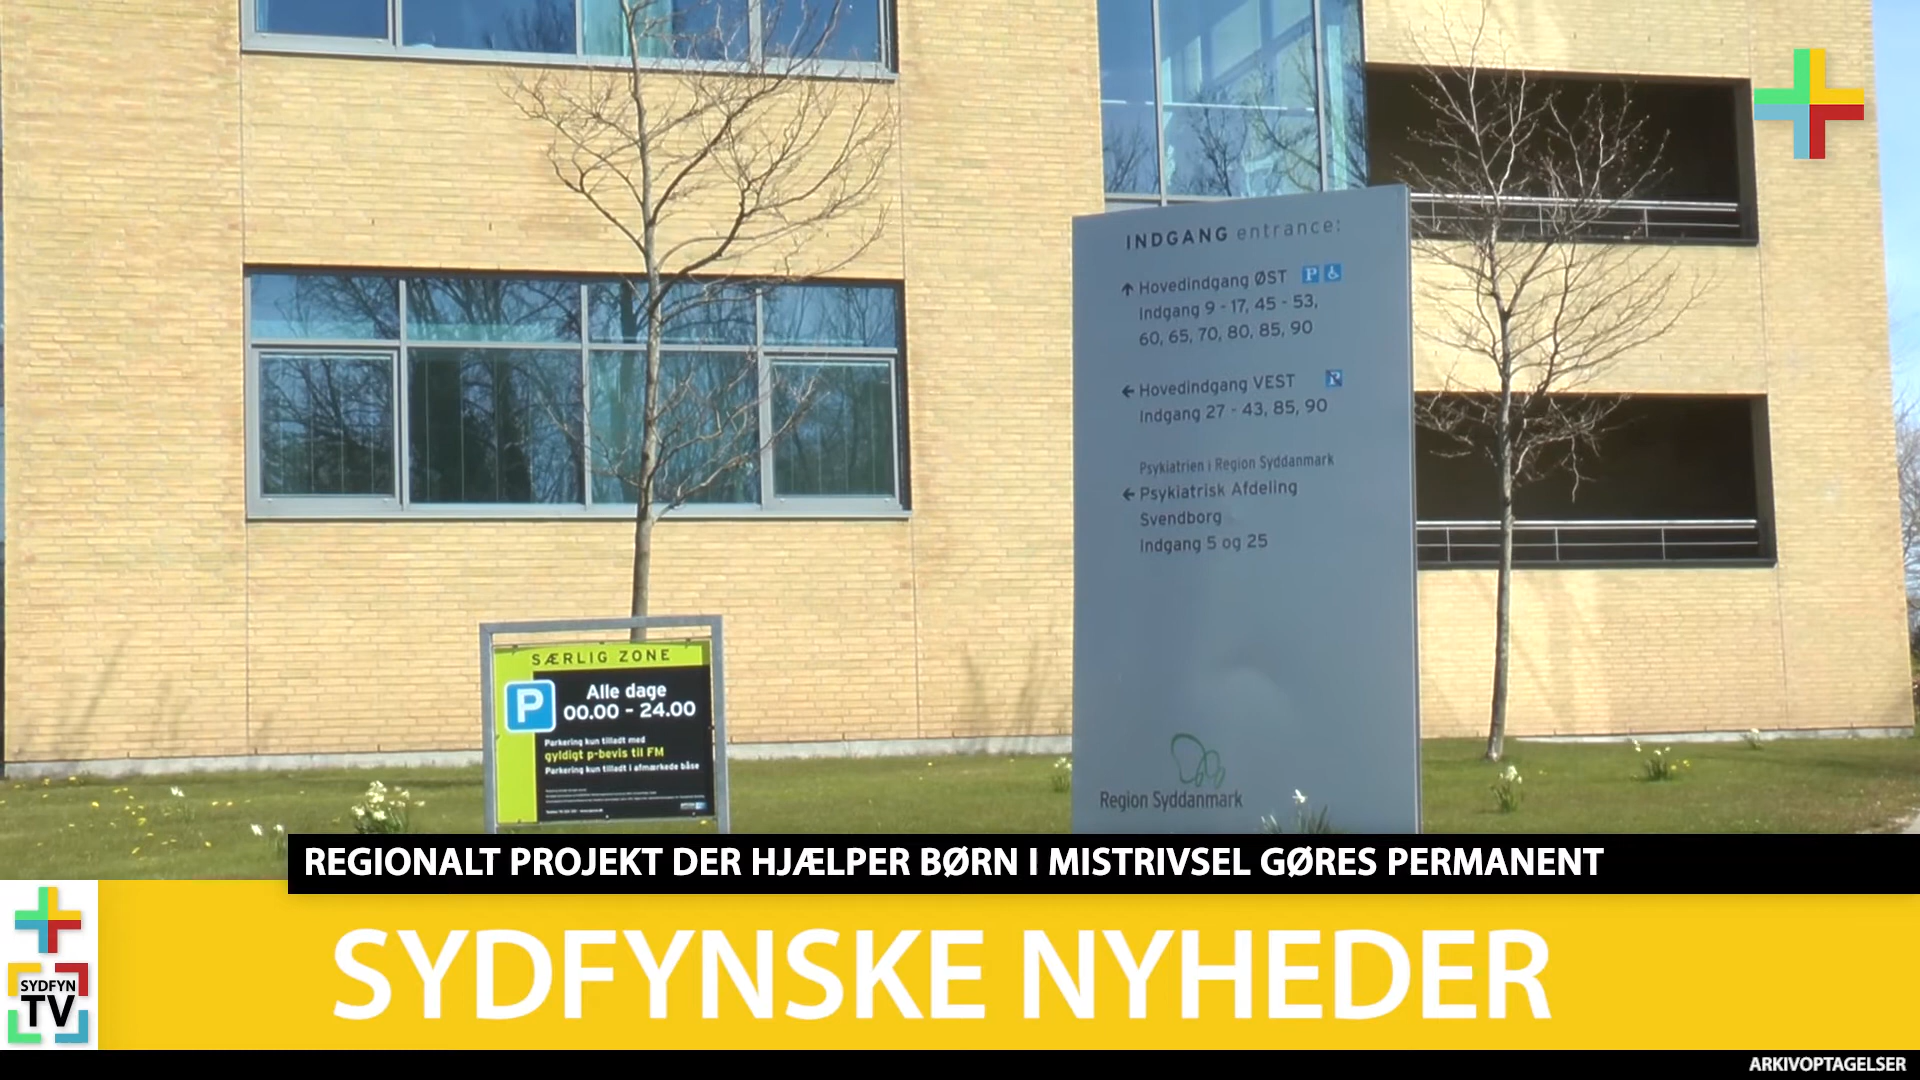 INDGANG entrance:
Hovedindgang ØST P
Indgang 9 - 17, 45 - 53,
60, 65, 70, 80, 85, 90
Hovedindgang VEST P
Indgang 27 - 43, 85, 90
Psykiatrien i Region Syddanmark
Psykiatrisk Afdeling
Svendborg
Indgang 5 og 25
Region Syddanmark
SÆRLIG ZONE
P
Alle dage
00.00 - 24.00
Parkering kun tilladt med
gyldigt p-bevis til FM
Parkering kun tilladt i afmærkede båse
REGIONALT PROJEKT DER HJÆLPER BØRN I MISTRIVSEL GØRES PERMANENT
SYDFYNSKE NYHEDER
SYDFYN
TV
ARKIVOPTAGELSER